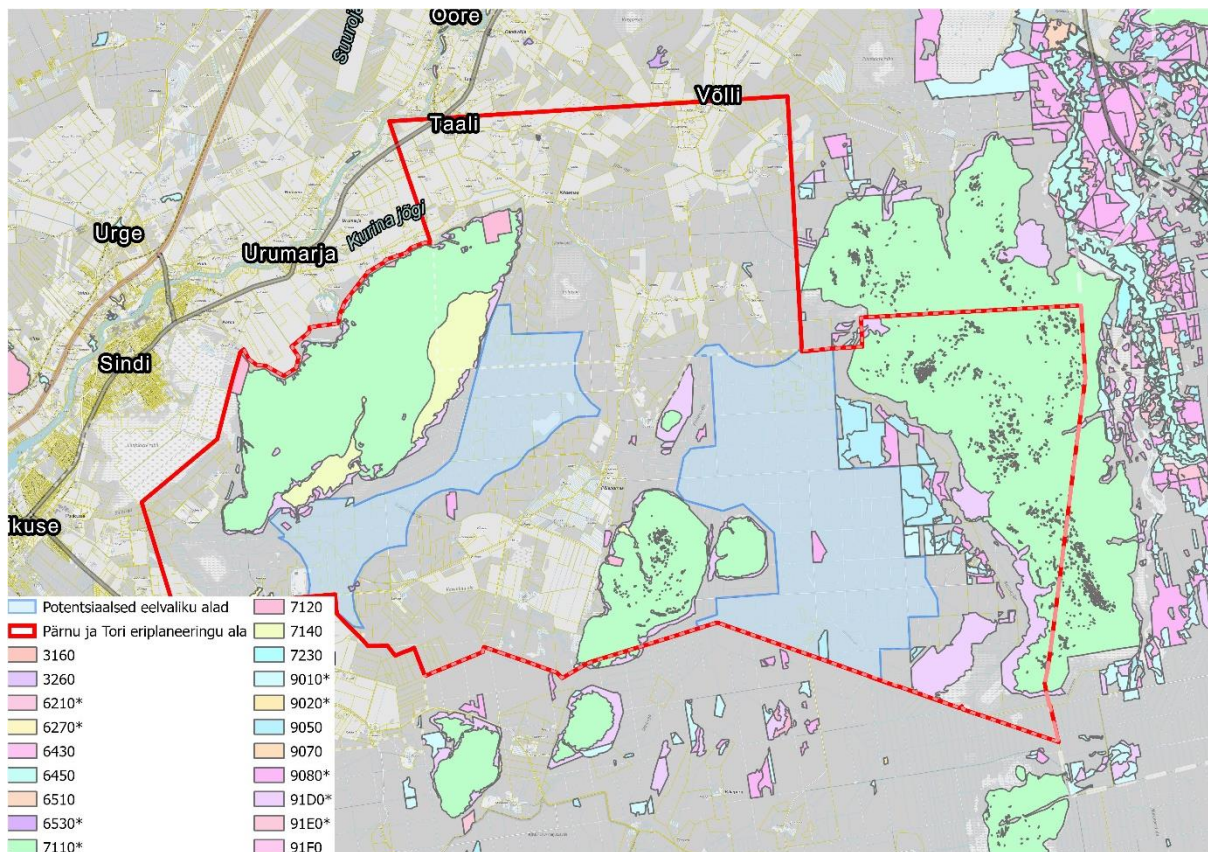 Oore
Suuroja
Võlli
Taali
Kurina jõgi
Urge
Urumarja
Sindi
ikuse
Potentsiaalsed eelvaliku alad
Pärnu ja Tori eriplaneeringu ala
3160
3260
6210*
6270*
6430
6450
6510
6530*
7110*
7120
7140
7230
9010*
9020*
9050
9070
9080*
91D0*
91E0*
91F0